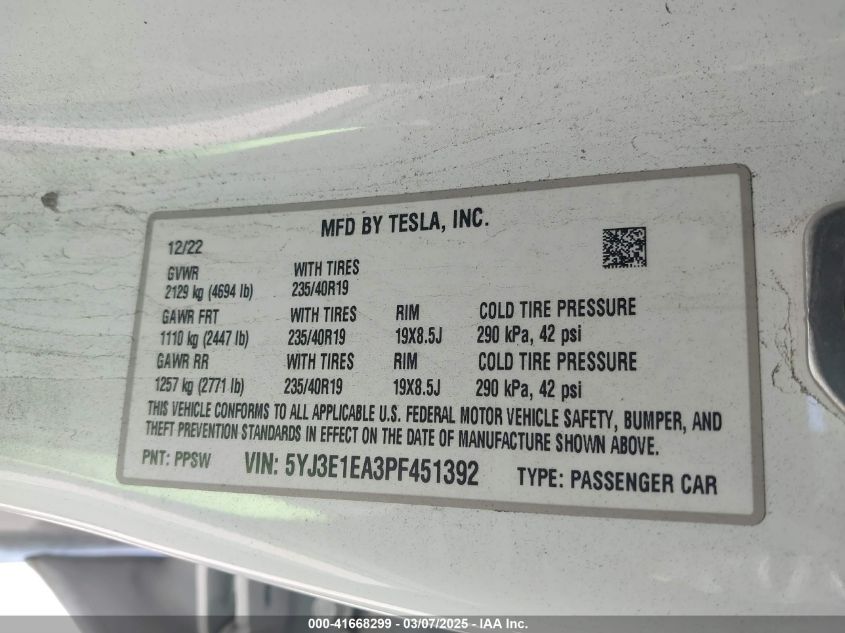 MFD BY TESLA, INC.
12/22
GVWR WITH TIRES
2129 kg (4694 lb) 235/40R19
GAWR FRT WITH TIRES RIM COLD TIRE PRESSURE
1110 kg (2447 lb) 235/40R19 19X8.5J 290 kPa, 42 psi
GAWR RR WITH TIRES RIM COLD TIRE PRESSURE
1257 kg (2771 lb) 235/40R19 19X8.5J 290 kPa, 42 psi
THIS VEHICLE CONFORMS TO ALL APPLICABLE U.S. FEDERAL MOTOR VEHICLE SAFETY, BUMPER, AND
THEFT PREVENTION STANDARDS IN EFFECT ON THE DATE OF MANUFACTURE SHOWN ABOVE.
PNT: PPSW VIN: 5YJ3E1EA3PF451392 TYPE: PASSENGER CAR
000-41668299 - 03/07/2025 - IAA Inc.